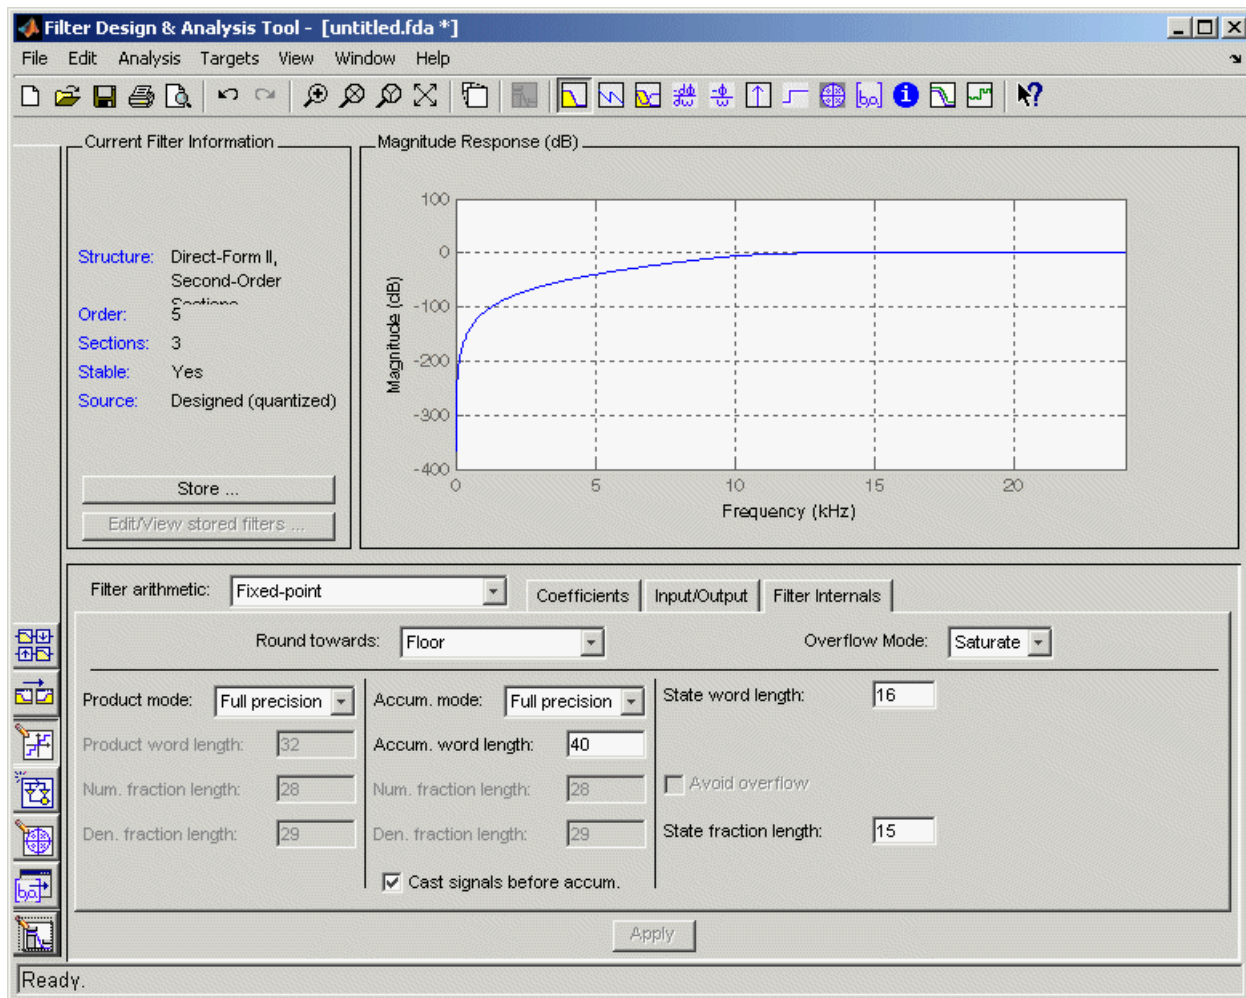 Filter Design & Analysis Tool - [untitled.fda *]
File Edit Analysis Targets View Window Help
Current Filter Information
Structure: Direct-Form II,
Second-Order
Sections
Order: 5
Sections: 3
Stable: Yes
Source: Designed (quantized)
Store ...
Edit/View stored filters ...
Magnitude Response (dB)
Magnitude (dB)
100
0
-100
-200
-300
-400
0 5 10 15 20
Frequency (kHz)
Filter arithmetic: Fixed-point Coefficients Input/Output Filter Internals
Round towards: Floor Overflow Mode: Saturate
Product mode: Full precision Accum. mode: Full precision State word length: 16
Product word length: 32 Accum. word length: 40
Num. fraction length: 28 Num. fraction length: 28 Avoid overflow
Den. fraction length: 29 Den. fraction length: 29 State fraction length: 15
Cast signals before accum.
Apply
Ready.